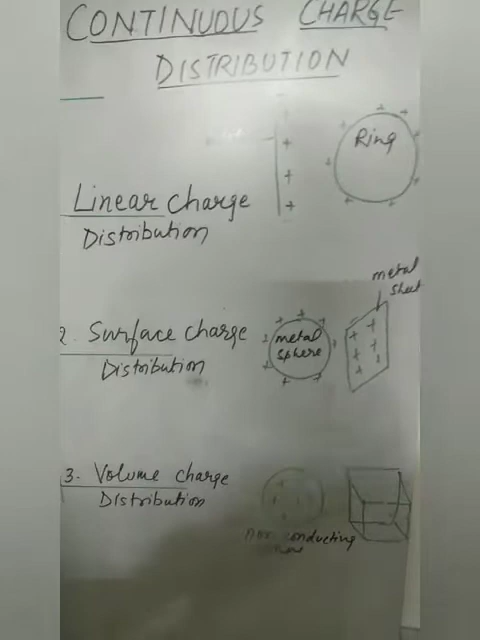 CONTINUOUS CHARGE
DISTRIBUTION
Ring
Linear charge
Distribution
metal
sheet
2. Surface charge
Distribution
metal
sphere
3. Volume charge
Distribution
conducting